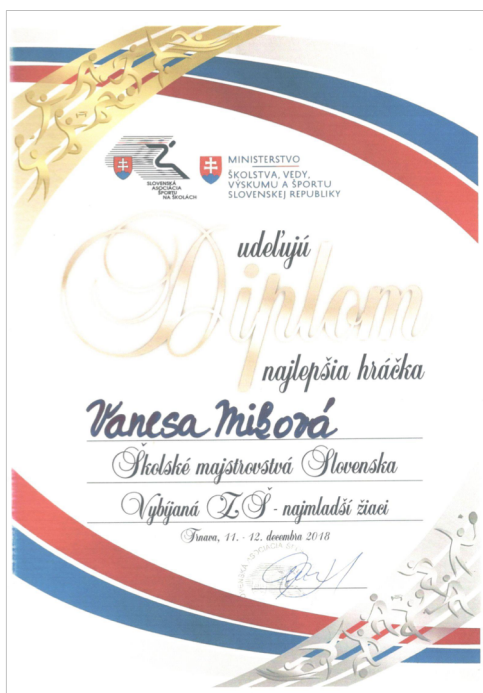 SLOVENSKÁ
ASOCIÁCIA
ŠPORTU
NA ŠKOLÁCH
MINISTERSTVO
ŠKOLSTVA, VEDY,
VÝSKUMU A ŠPORTU
SLOVENSKEJ REPUBLIKY
udeľujú
Diplom
najlepšia hráčka
Vanesa
Školské majstrovstvá Slovenska
Vybíjaná ZŠ - najmladší žiaci
Trnava, 11. - 12. decembra 2018